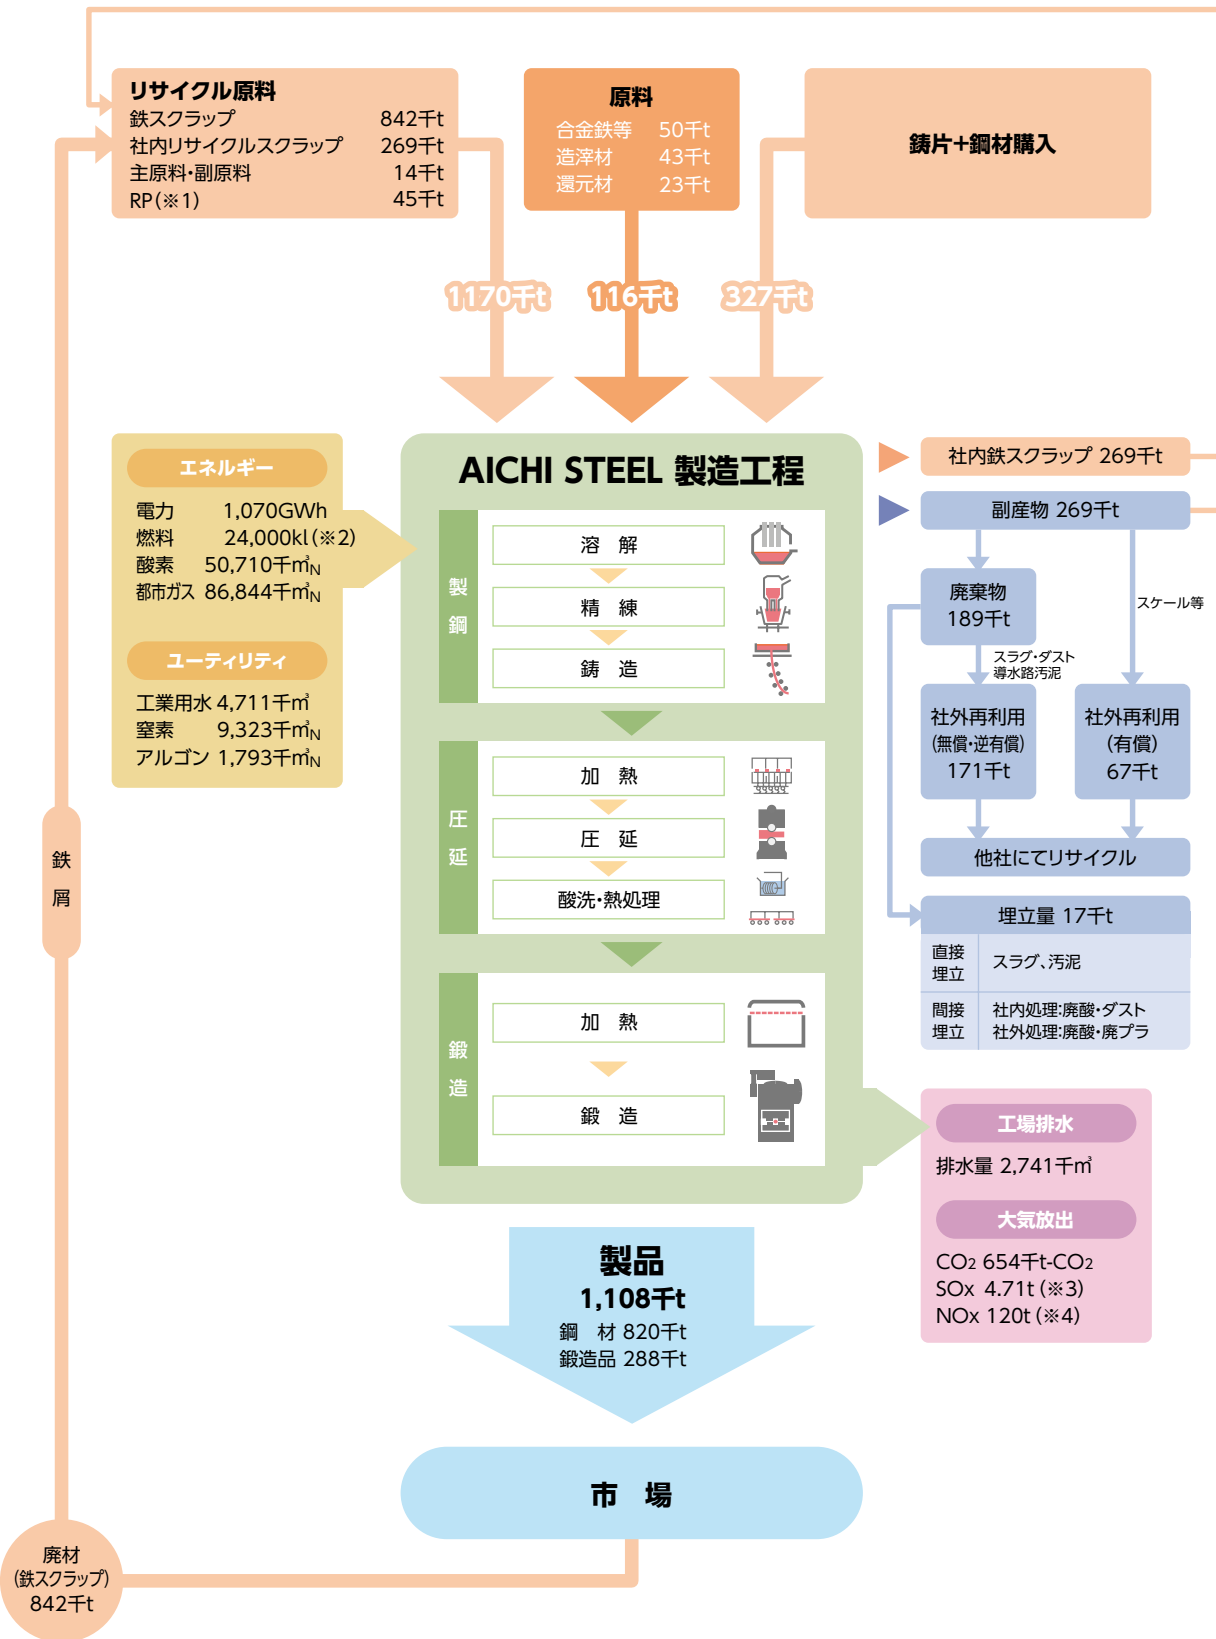 リサイクル原料
鉄スクラップ 842千t
社内リサイクルスクラップ 269千t
主原料・副原料 14千t
RP(※1) 45千t
原料
合金鉄等 50千t
造滓材 43千t
還元材 23千t
鋳片+鋼材購入
1170千t
116千t
327千t
エネルギー
電力 1,070GWh
燃料 24,000kl(※2)
酸素 50,710千㎥N
都市ガス 86,844千㎥N
ユーティリティ
工業用水 4,711千㎥
窒素 9,323千㎥N
アルゴン 1,793千㎥N
AICHI STEEL 製造工程
製鋼
溶 解
精 練
鋳 造
圧延
加 熱
圧 延
酸洗・熱処理
鍛造
加 熱
鍛 造
社内鉄スクラップ 269千t
副産物 269千t
廃棄物
189千t
スケール等
スラグ・ダスト
導水路汚泥
社外再利用
(無償・逆有償)
171千t
社外再利用
(有償)
67千t
他社にてリサイクル
埋立量 17千t
直接
埋立
スラグ、汚泥
間接
埋立
社内処理:廃酸・ダスト
社外処理:廃酸・廃プラ
工場排水
排水量 2,741千㎥
大気放出
CO2 654千t-CO2
SOx 4.71t(※3)
NOx 120t(※4)
製品
1,108千t
鋼 材 820千t
鍛造品 288千t
市 場
鉄屑
廃材
(鉄スクラップ)
842千t